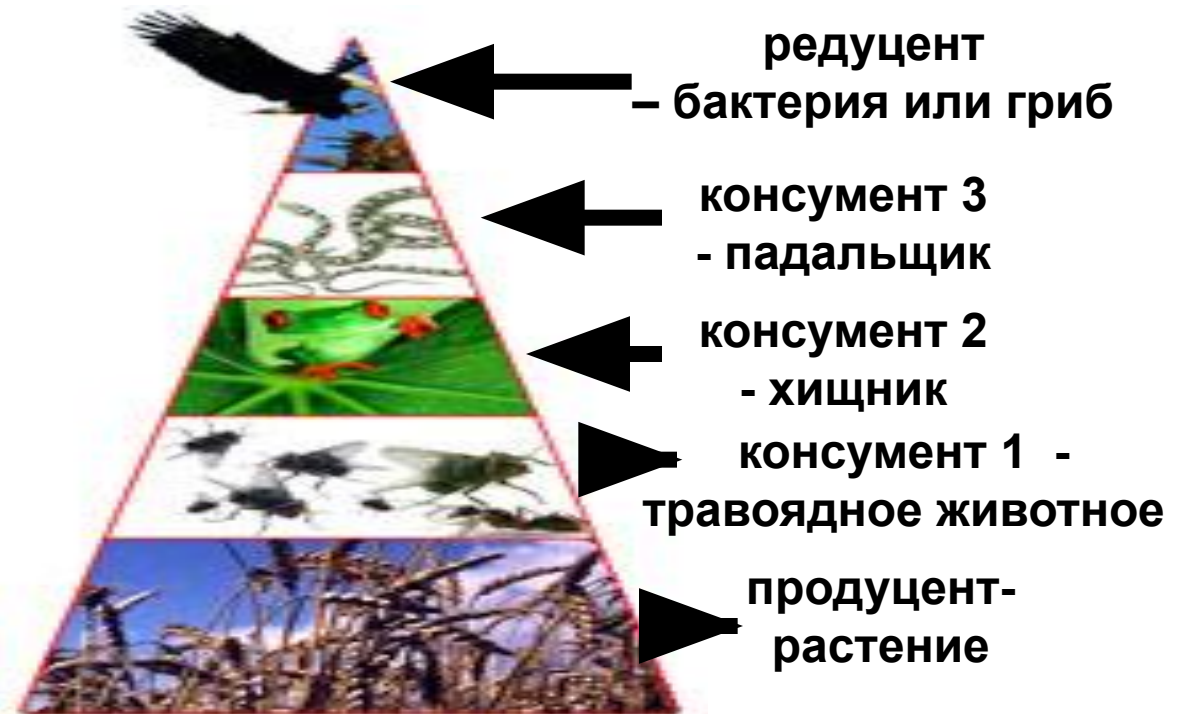 редуцент
– бактерия или гриб
консумент 3
- падальщик
консумент 2
- хищник
консумент 1 -
травоядное животное
продуцент-
растение